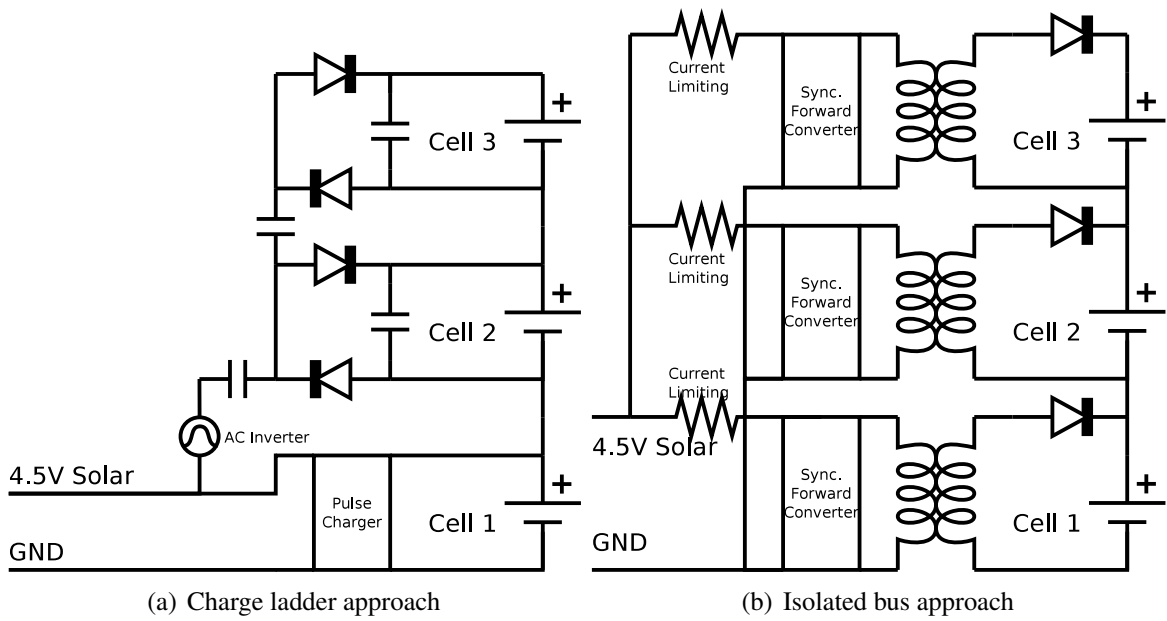 +
Cell 3
+
Cell 2
AC Inverter
4.5V Solar
Pulse
Charger
+
Cell 1
GND
(a) Charge ladder approach
Current
Limiting
Sync.
Forward
Converter
+
Cell 3
Current
Limiting
Sync.
Forward
Converter
+
Cell 2
Current
Limiting
4.5V Solar
Sync.
Forward
Converter
+
Cell 1
GND
(b) Isolated bus approach